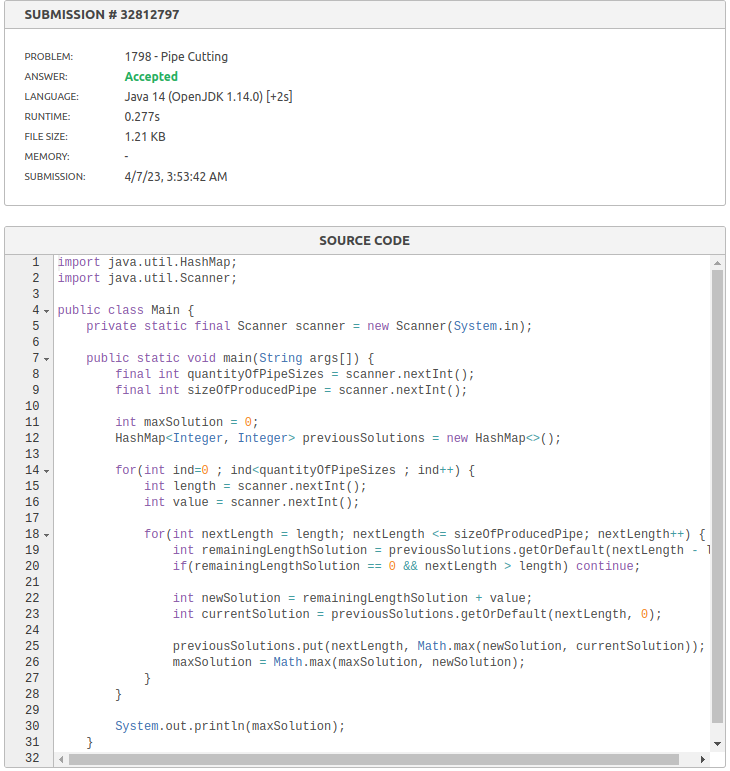 SUBMISSION # 32812797
PROBLEM: 1798 - Pipe Cutting
ANSWER: Accepted
LANGUAGE: Java 14 (OpenJDK 1.14.0) [+2s]
RUNTIME: 0.277s
FILE SIZE: 1.21 KB
MEMORY: -
SUBMISSION: 4/7/23, 3:53:42 AM
SOURCE CODE
1 import java.util.HashMap;
2 import java.util.Scanner;
3
4 public class Main {
5     private static final Scanner scanner = new Scanner(System.in);
6
7     public static void main(String args[]) {
8         final int quantityOfPipeSizes = scanner.nextInt();
9         final int sizeOfProducedPipe = scanner.nextInt();
10
11         int maxSolution = 0;
12         HashMap<Integer, Integer> previousSolutions = new HashMap<>();
13
14         for(int ind=0 ; ind<quantityOfPipeSizes ; ind++) {
15             int length = scanner.nextInt();
16             int value = scanner.nextInt();
17
18             for(int nextLength = length; nextLength <= sizeOfProducedPipe; nextLength++) {
19                 int remainingLengthSolution = previousSolutions.getOrDefault(nextLength - l
20                 if(remainingLengthSolution == 0 && nextLength > length) continue;
21
22                 int newSolution = remainingLengthSolution + value;
23                 int currentSolution = previousSolutions.getOrDefault(nextLength, 0);
24
25                 previousSolutions.put(nextLength, Math.max(newSolution, currentSolution));
26                 maxSolution = Math.max(maxSolution, newSolution);
27             }
28         }
29
30         System.out.println(maxSolution);
31     }
32